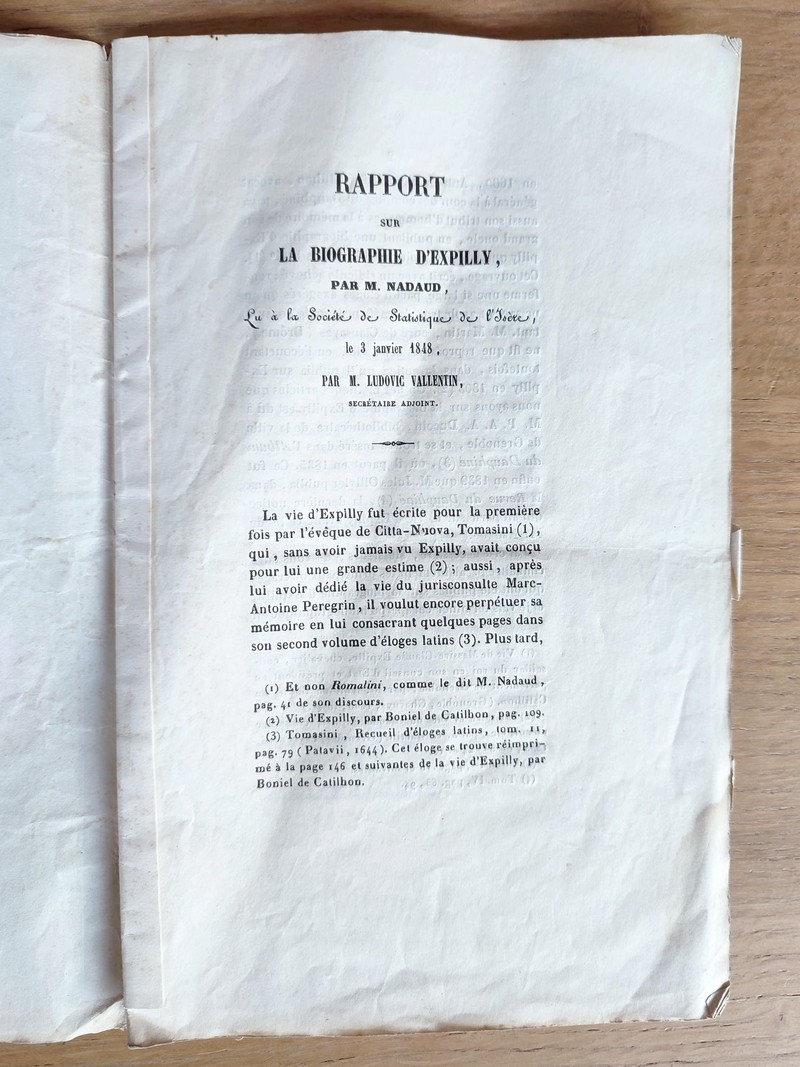 RAPPORT
SUR
LA BIOGRAPHIE D'EXPILLY,
PAR M. NADAUD,
Lu à la Société de Statistique de l'Isère,
le 3 janvier 1848,
PAR M. LUDOVIC VALLENTIN,
SECRÉTAIRE ADJOINT.
La vie d'Expilly fut écrite pour la première
fois par l'évêque de Citta-Nuova, Tomasini (1),
qui, sans avoir jamais vu Expilly, avait conçu
pour lui une grande estime (2); aussi, après
lui avoir dédié la vie du jurisconsulte Marc-
Antoine Peregrin, il voulut encore perpétuer sa
mémoire en lui consacrant quelques pages dans
son second volume d'éloges latins (3). Plus tard,
(1) Et non Romalini, comme le dit M. Nadaud,
pag. 41 de son discours.
(2) Vie d'Expilly, par Boniel de Catilhon, pag. 109.
(3) Tomasini, Recueil d'éloges latins, tom. II,
pag. 79 (Patavii, 1644). Cet éloge se trouve réimpri-
mé à la page 146 et suivantes de la vie d'Expilly, par
Boniel de Catilhon.